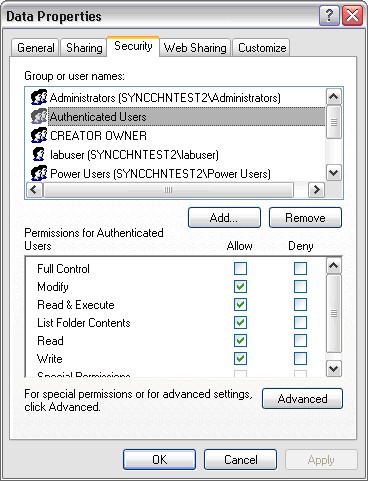 Data Properties
General Sharing Security Web Sharing Customize
Group or user names:
Administrators (SYNCCHNTEST2\Administrators)
Authenticated Users
CREATOR OWNER
labuser (SYNCCHNTEST2\labuser)
Power Users (SYNCCHNTEST2\Power Users)
Add... Remove
Permissions for Authenticated
Users Allow Deny
Full Control
Modify
Read & Execute
List Folder Contents
Read
Write
Special Permissions
For special permissions or for advanced settings,
click Advanced.
Advanced
OK Cancel Apply